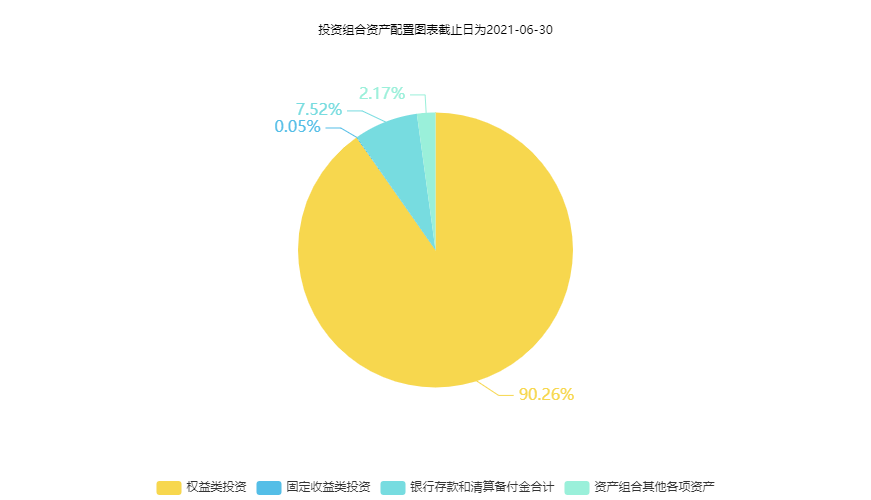 投资组合资产配置图表截止日为2021-06-30
2.17%
7.52%
0.05%
90.26%
权益类投资 固定收益类投资 银行存款和清算备付金合计 资产组合其他各项资产